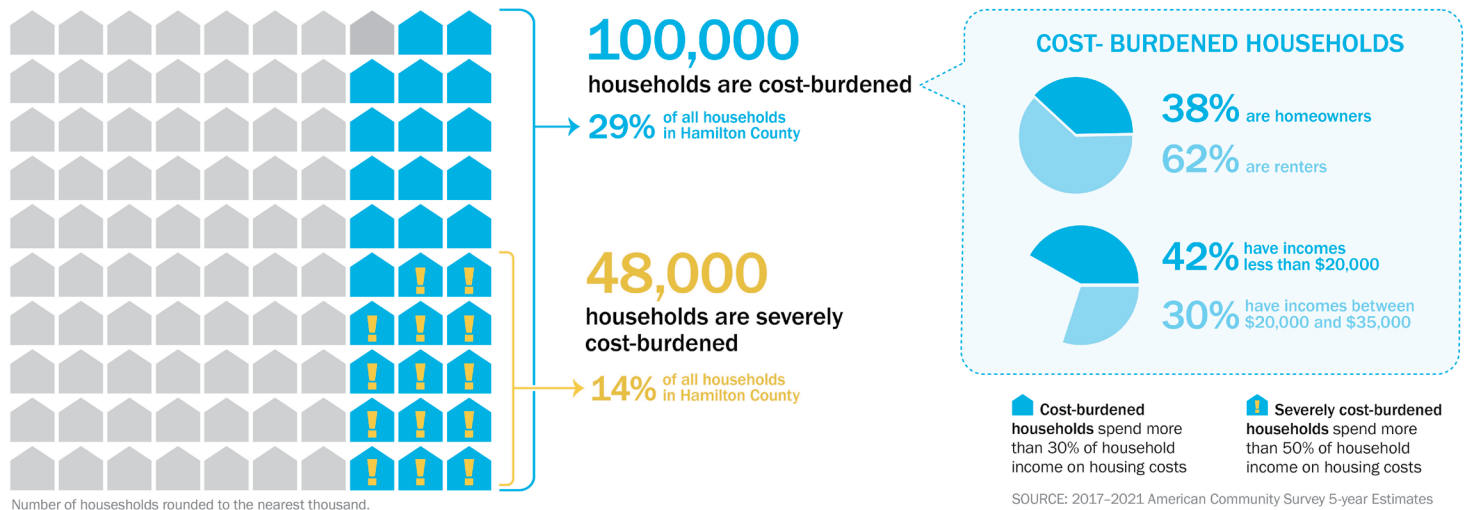 100,000
households are cost-burdened
29% of all households
in Hamilton County
48,000
households are severely
cost-burdened
14% of all households
in Hamilton County
COST- BURDENED HOUSEHOLDS
38% are homeowners
62% are renters
42% have incomes
less than $20,000
30% have incomes between
$20,000 and $35,000
Cost-burdened
households spend more
than 30% of household
income on housing costs
! Severely cost-burdened
households spend more
than 50% of household
income on housing costs
Number of housesholds rounded to the nearest thousand.
SOURCE: 2017–2021 American Community Survey 5-year Estimates